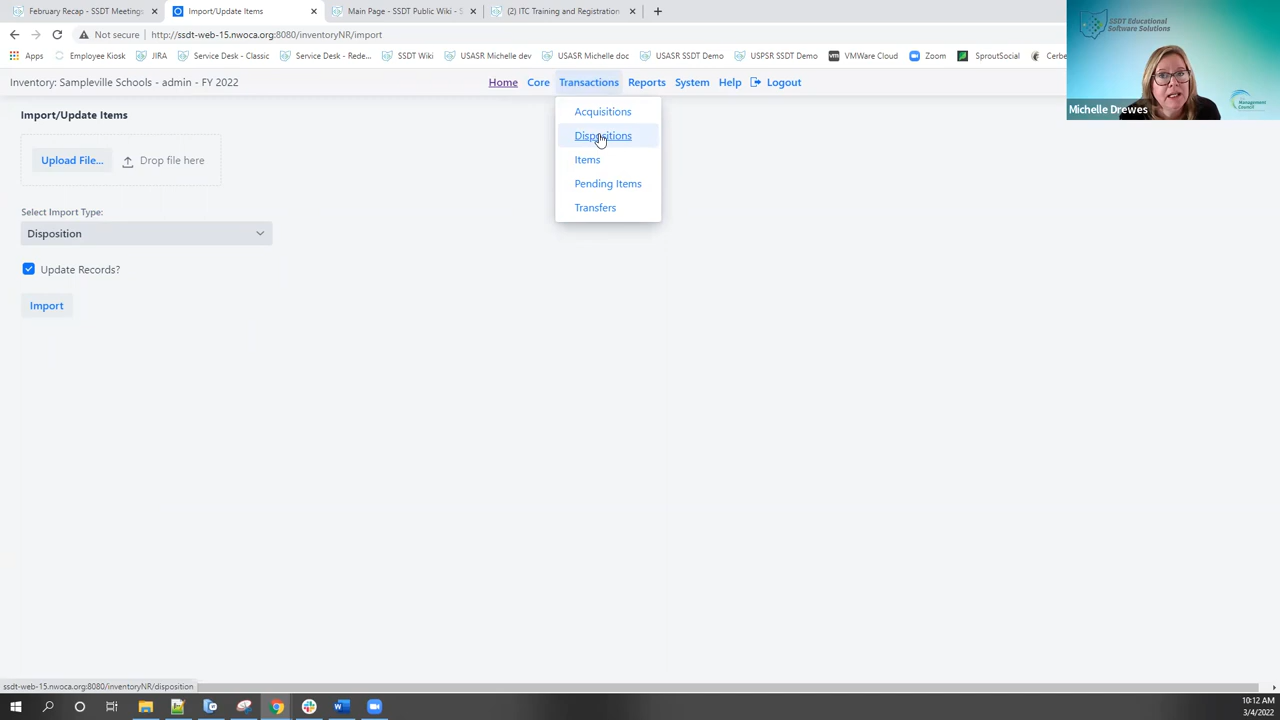 February Recap - SSDT Meetings
Import/Update Items
Main Page - SSDT Public Wiki - S
(2) ITC Training and Registration
Not secure
http://ssdt-web-15.nwoca.org:8080/inventoryNR/import
Apps
Employee Kiosk
JIRA
Service Desk - Classic
Service Desk - Rede...
SSDT Wiki
USASR Michelle dev
USASR Michelle doc
USASR SSDT Demo
USPSR SSDT Demo
VMWare Cloud
Zoom
SproutSocial
Cerbe
SSDT Educational
Software Solutions
Management
Council
Michelle Drewes
Inventory: Sampleville Schools - admin - FY 2022
Home
Core
Transactions
Reports
System
Help
Logout
Import/Update Items
Upload File...
Drop file here
Acquisitions
Dispositions
Items
Pending Items
Transfers
Select Import Type:
Disposition
Update Records?
Import
ssdt-web-15.nwoca.org:8080/inventoryNR/disposition
10:12 AM
3/4/2022